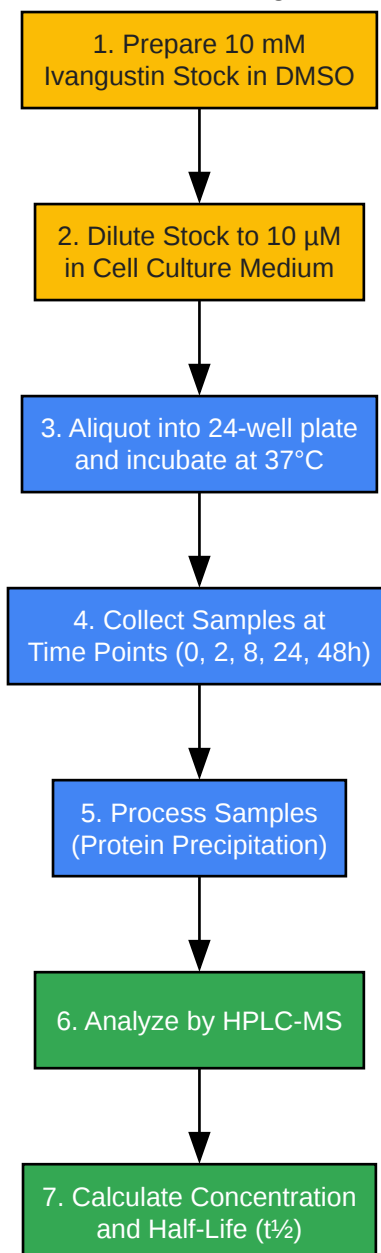 1. Prepare 10 mM
Ivangustin Stock in DMSO
2. Dilute Stock to 10 µM
in Cell Culture Medium
3. Aliquot into 24-well plate
and incubate at 37°C
4. Collect Samples at
Time Points (0, 2, 8, 24, 48h)
5. Process Samples
(Protein Precipitation)
6. Analyze by HPLC-MS
7. Calculate Concentration
and Half-Life (t½)